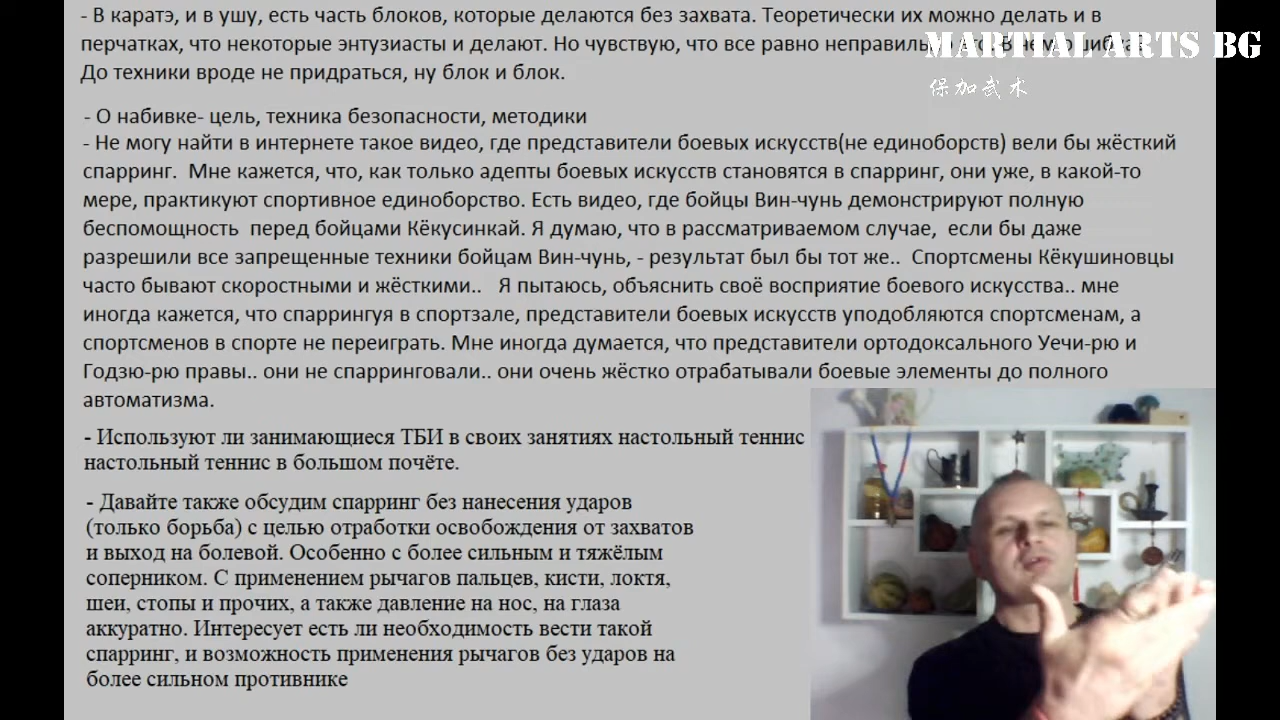 - В каратэ, и в ушу, есть часть блоков, которые делаются без захвата. Теоретически их можно делать и в
перчатках, что некоторые энтузиасты и делают. Но чувствую, что все равно неправильно это. В чем ошибка?
MARTIAL ARTS BG
До техники вроде не придраться, ну блок и блок.
保加武术
- О набивке- цель, техника безопасности, методики
- Не могу найти в интернете такое видео, где представители боевых искусств(не единоборств) вели бы жёсткий
спарринг. Мне кажется, что, как только адепты боевых искусств становятся в спарринг, они уже, в какой-то
мере, практикуют спортивное единоборство. Есть видео, где бойцы Вин-чунь демонстрируют полную
беспомощность перед бойцами Кёкусинкай. Я думаю, что в рассматриваемом случае, если бы даже
разрешили все запрещенные техники бойцам Вин-чунь, - результат был бы тот же.. Спортсмены Кёкушиновцы
часто бывают скоростными и жёсткими.. Я пытаюсь, объяснить своё восприятие боевого искусства.. мне
иногда кажется, что спаррингуя в спортзале, представители боевых искусств уподобляются спортсменам, а
спортсменов в спорте не переиграть. Мне иногда думается, что представители ортодоксального Уечи-рю и
Годзю-рю правы.. они не спарринговали.. они очень жёстко отрабатывали боевые элементы до полного
автоматизма.
- Используют ли занимающиеся ТБИ в своих занятиях настольный теннис
настольный теннис в большом почёте.
- Давайте также обсудим спарринг без нанесения ударов
(только борьба) с целью отработки освобождения от захватов
и выход на болевой. Особенно с более сильным и тяжёлым
соперником. С применением рычагов пальцев, кисти, локтя,
шеи, стопы и прочих, а также давление на нос, на глаза
аккуратно. Интересует есть ли необходимость вести такой
спарринг, и возможность применения рычагов без ударов на
более сильном противнике